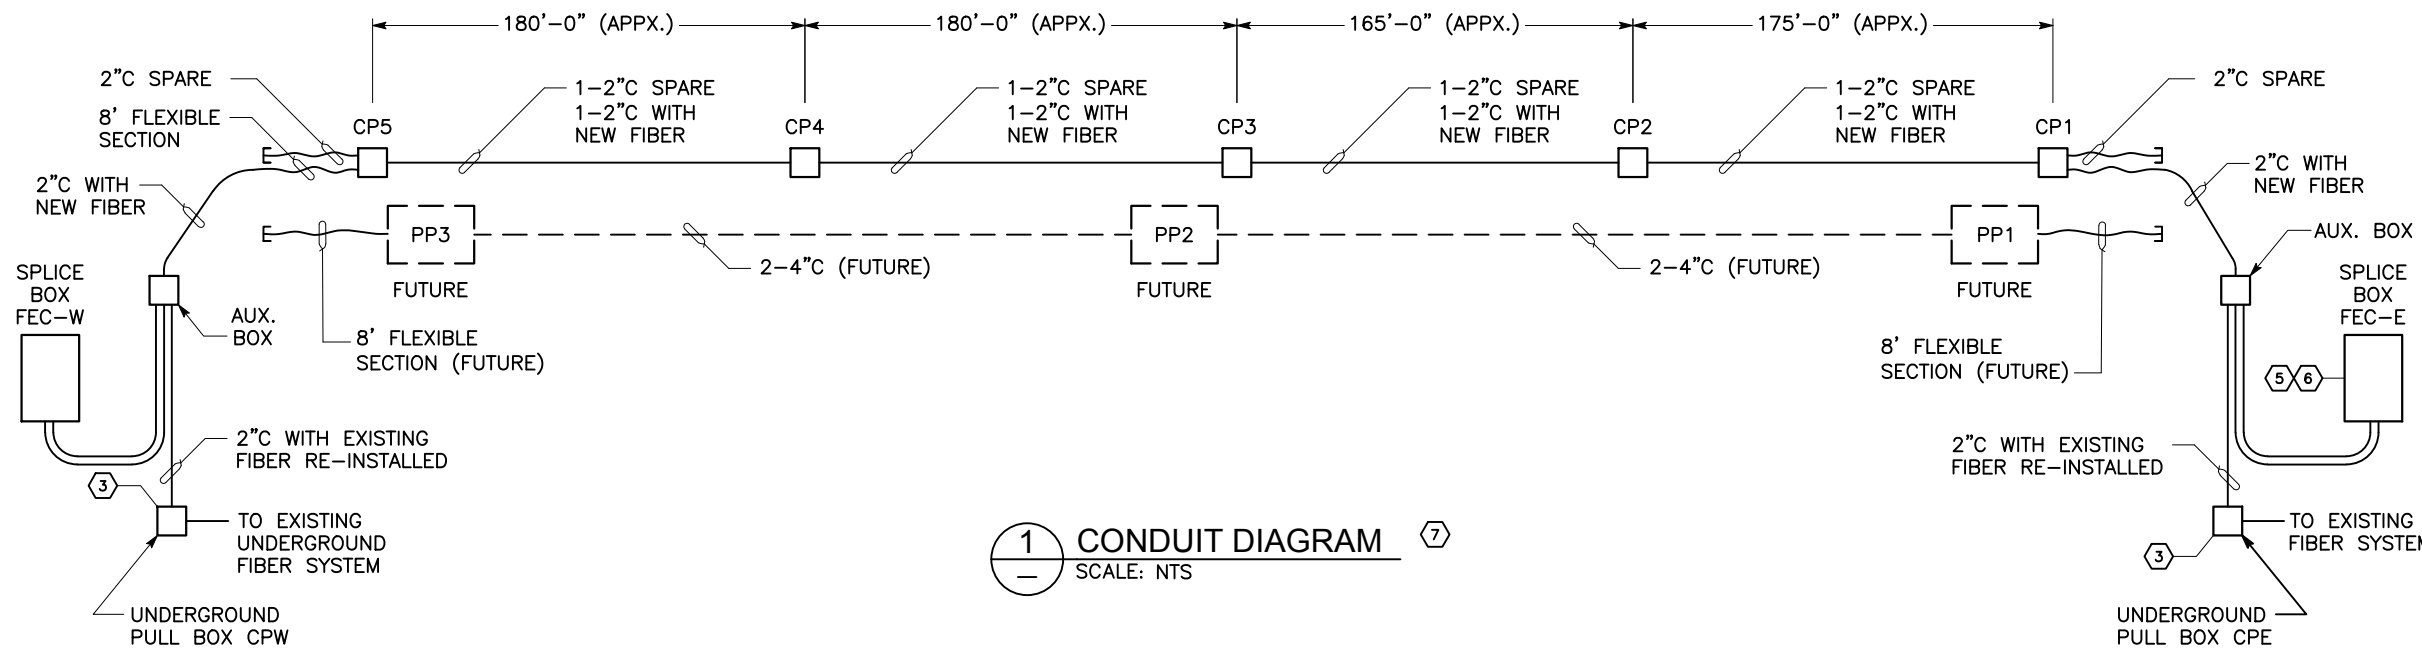 180'-0" (APPX.)
180'-0" (APPX.)
165'-0" (APPX.)
175'-0" (APPX.)
2"C SPARE
8' FLEXIBLE
SECTION
1-2"C SPARE
1-2"C WITH
NEW FIBER
1-2"C SPARE
1-2"C WITH
NEW FIBER
1-2"C SPARE
1-2"C WITH
NEW FIBER
1-2"C SPARE
1-2"C WITH
NEW FIBER
2"C SPARE
CP5
CP4
CP3
CP2
CP1
2"C WITH
NEW FIBER
2"C WITH
NEW FIBER
PP3
FUTURE
2-4"C (FUTURE)
PP2
FUTURE
2-4"C (FUTURE)
PP1
FUTURE
AUX. BOX
SPLICE
BOX
FEC-W
AUX.
BOX
8' FLEXIBLE
SECTION (FUTURE)
8' FLEXIBLE
SECTION (FUTURE)
SPLICE
BOX
FEC-E
5
6
2"C WITH EXISTING
FIBER RE-INSTALLED
2"C WITH EXISTING
FIBER RE-INSTALLED
3
TO EXISTING
UNDERGROUND
FIBER SYSTEM
UNDERGROUND
PULL BOX CPW
1
-
CONDUIT DIAGRAM
7
SCALE: NTS
TO EXISTING
FIBER SYSTEM
3
UNDERGROUND
PULL BOX CPE